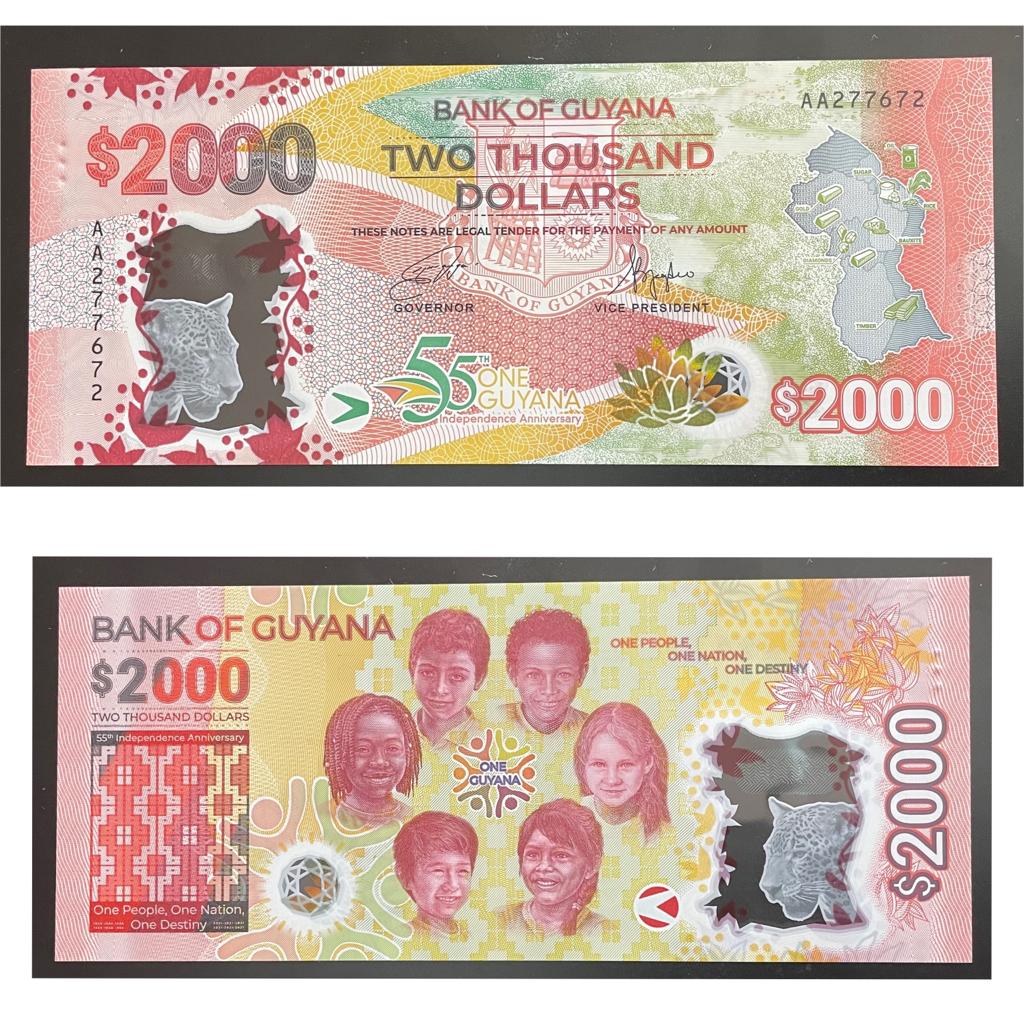 BANK OF GUYANA
AA277672
$2000
TWO THOUSAND
DOLLARS
THESE NOTES ARE LEGAL TENDER FOR THE PAYMENT OF ANY AMOUNT
GOVERNOR
VICE PRESIDENT
BANK OF GUYANA
AA277672
OIL
SUGAR
RICE
GOLD
BAUXITE
DIAMONDS
TIMBER
55TH ONE
GUYANA
Independence Anniversary
$2000
BANK OF GUYANA
$2000
TWO THOUSAND DOLLARS
55th Independence Anniversary
One People, One Nation,
One Destiny
ONE
GUYANA
ONE PEOPLE,
ONE NATION,
ONE DESTINY
$2000